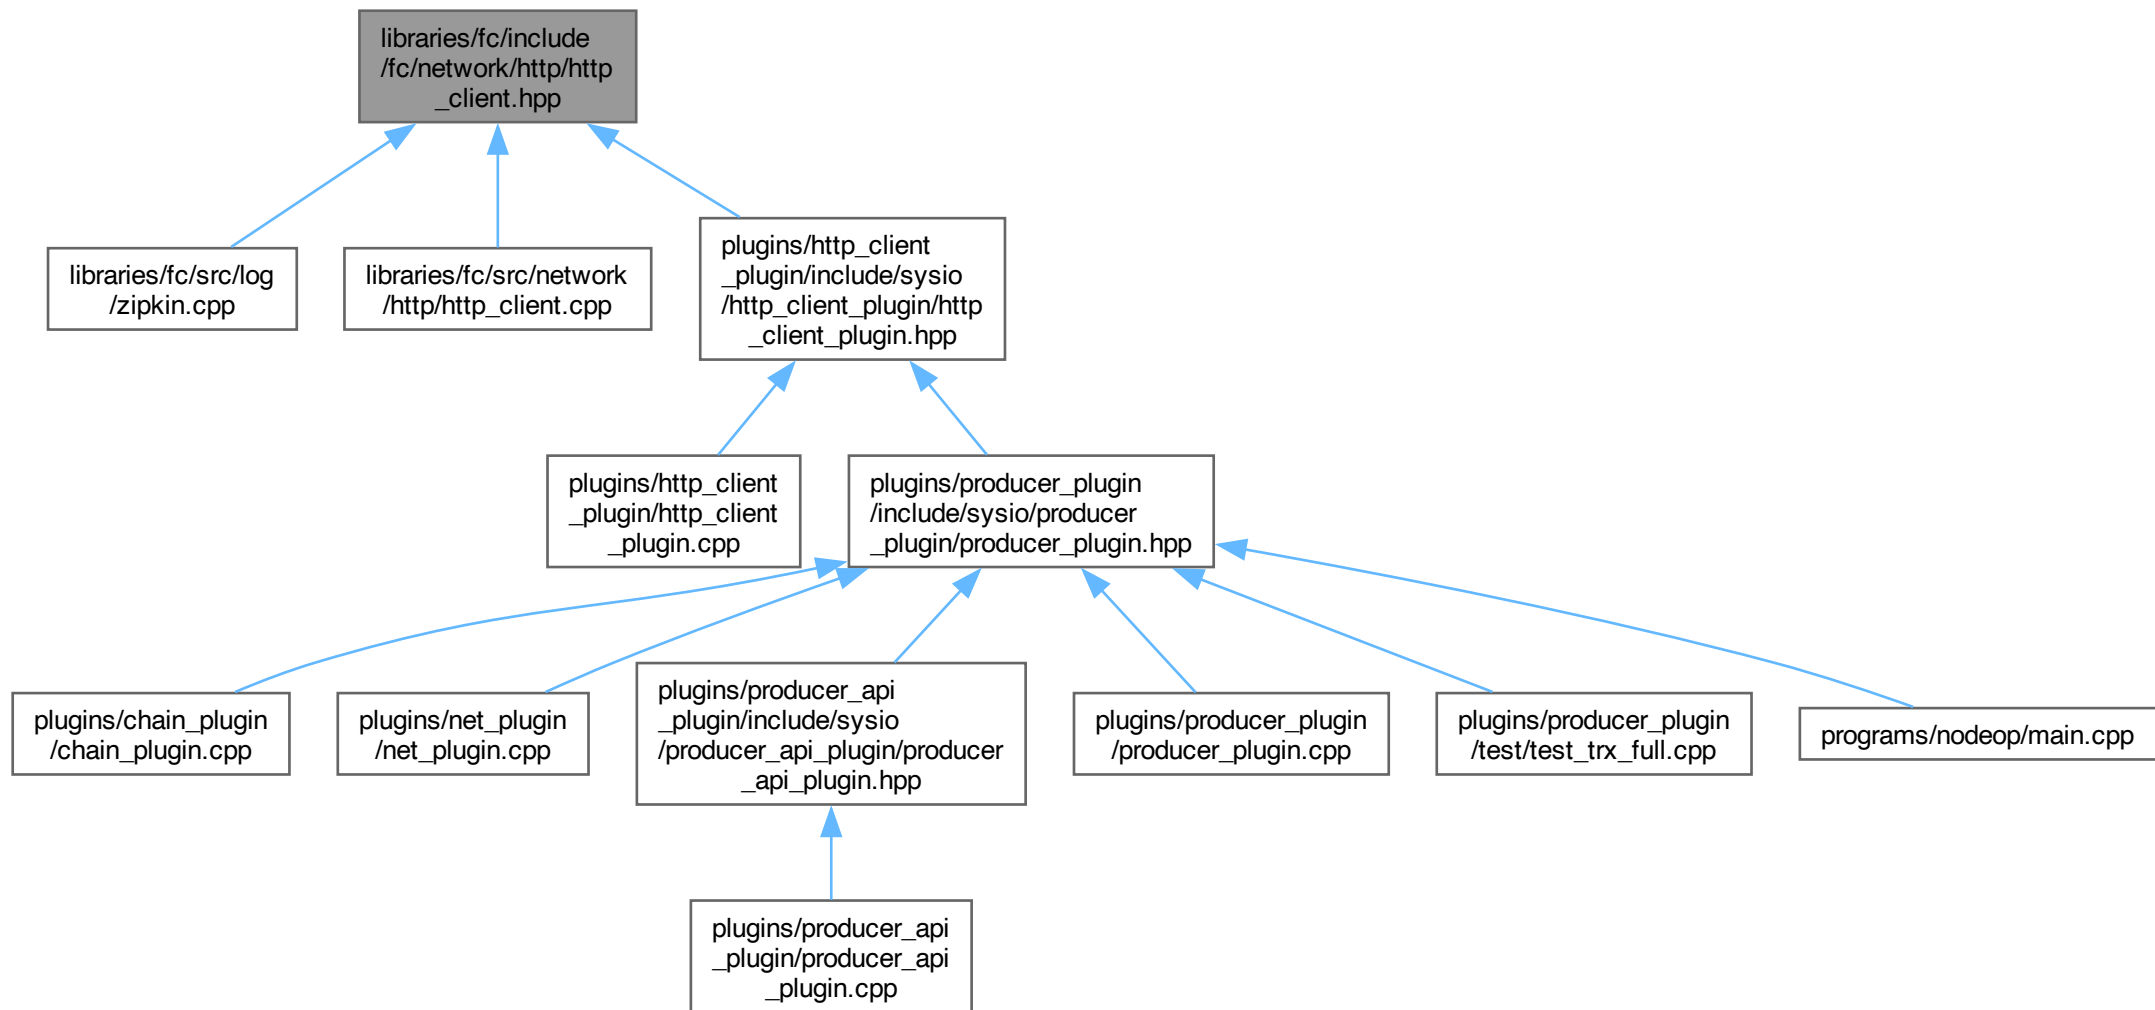 libraries/fc/include
/fc/network/http/http
_client.hpp
libraries/fc/src/log
/zipkin.cpp
libraries/fc/src/network
/http/http_client.cpp
plugins/http_client
_plugin/include/sysio
/http_client_plugin/http
_client_plugin.hpp
plugins/http_client
_plugin/http_client
_plugin.cpp
plugins/producer_plugin
/include/sysio/producer
_plugin/producer_plugin.hpp
plugins/chain_plugin
/chain_plugin.cpp
plugins/net_plugin
/net_plugin.cpp
plugins/producer_api
_plugin/include/sysio
/producer_api_plugin/producer
_api_plugin.hpp
plugins/producer_plugin
/producer_plugin.cpp
plugins/producer_plugin
/test/test_trx_full.cpp
programs/nodeop/main.cpp
plugins/producer_api
_plugin/producer_api
_plugin.cpp